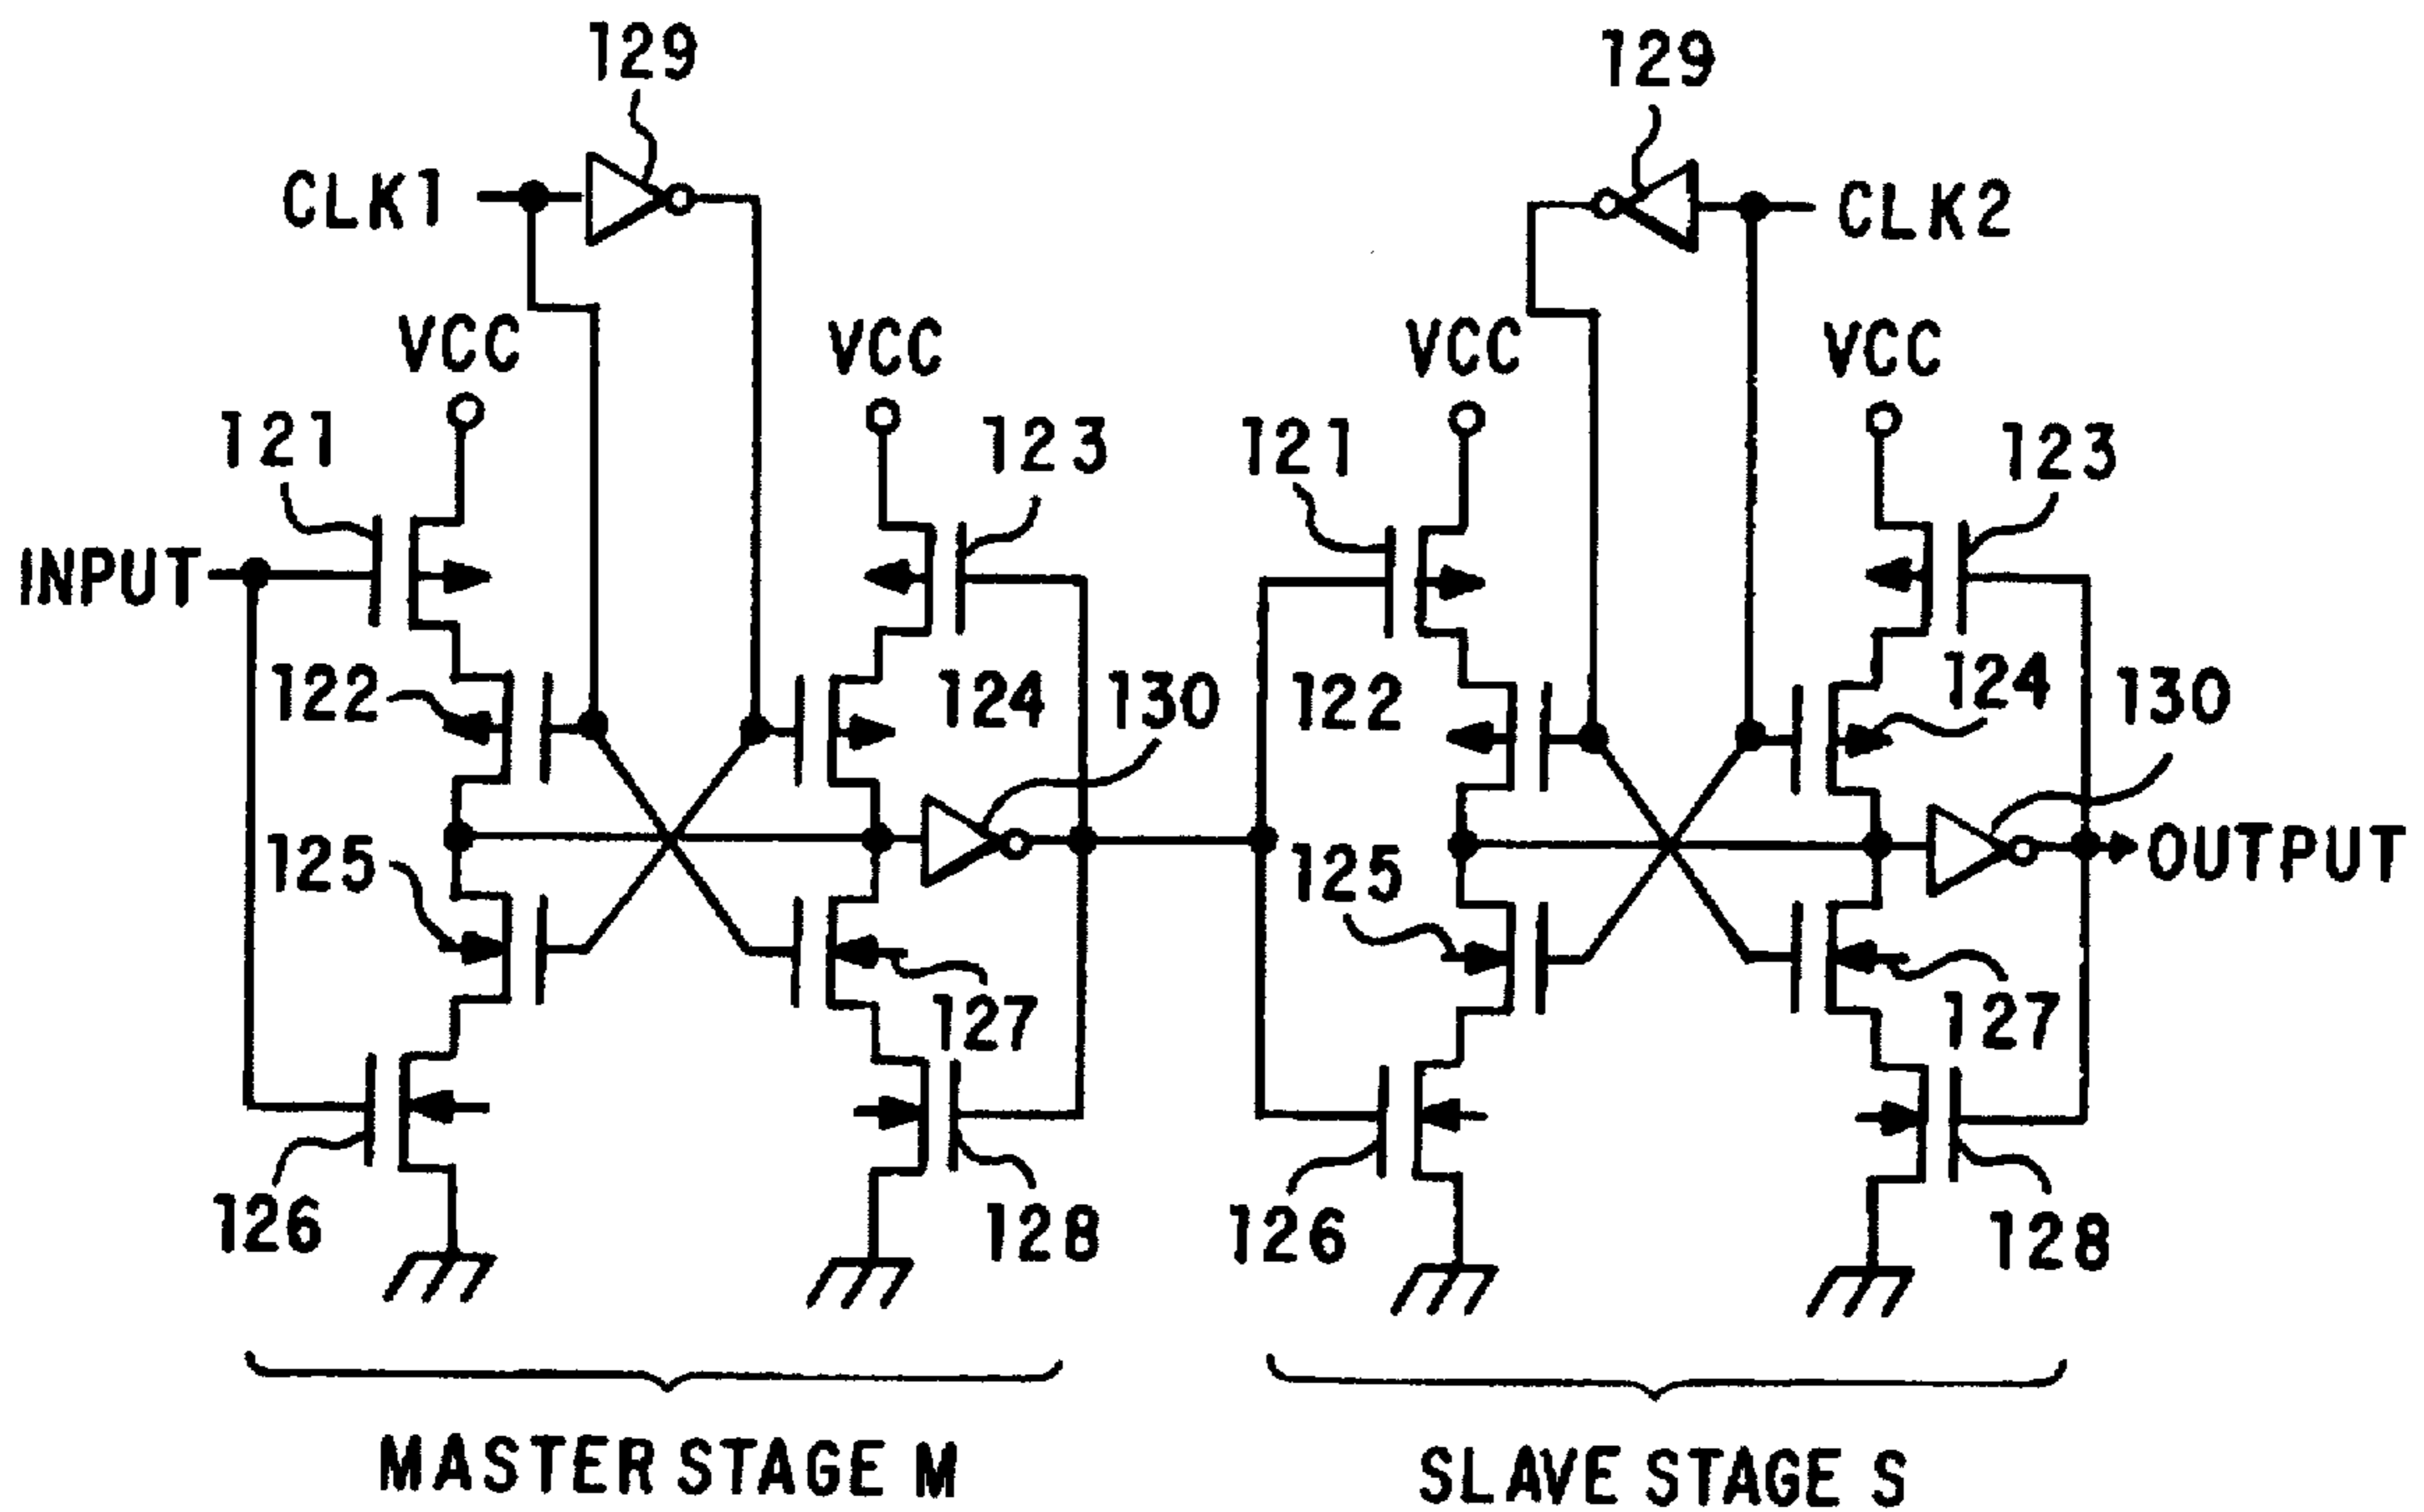 129
129
CLK1
CLK2
VCC
VCC
VCC
VCC
121
123
121
123
INPUT
122
124
130
122
124
130
125
125
OUTPUT
127
127
126
128
126
128
MASTER STAGE M
SLAVE STAGE S